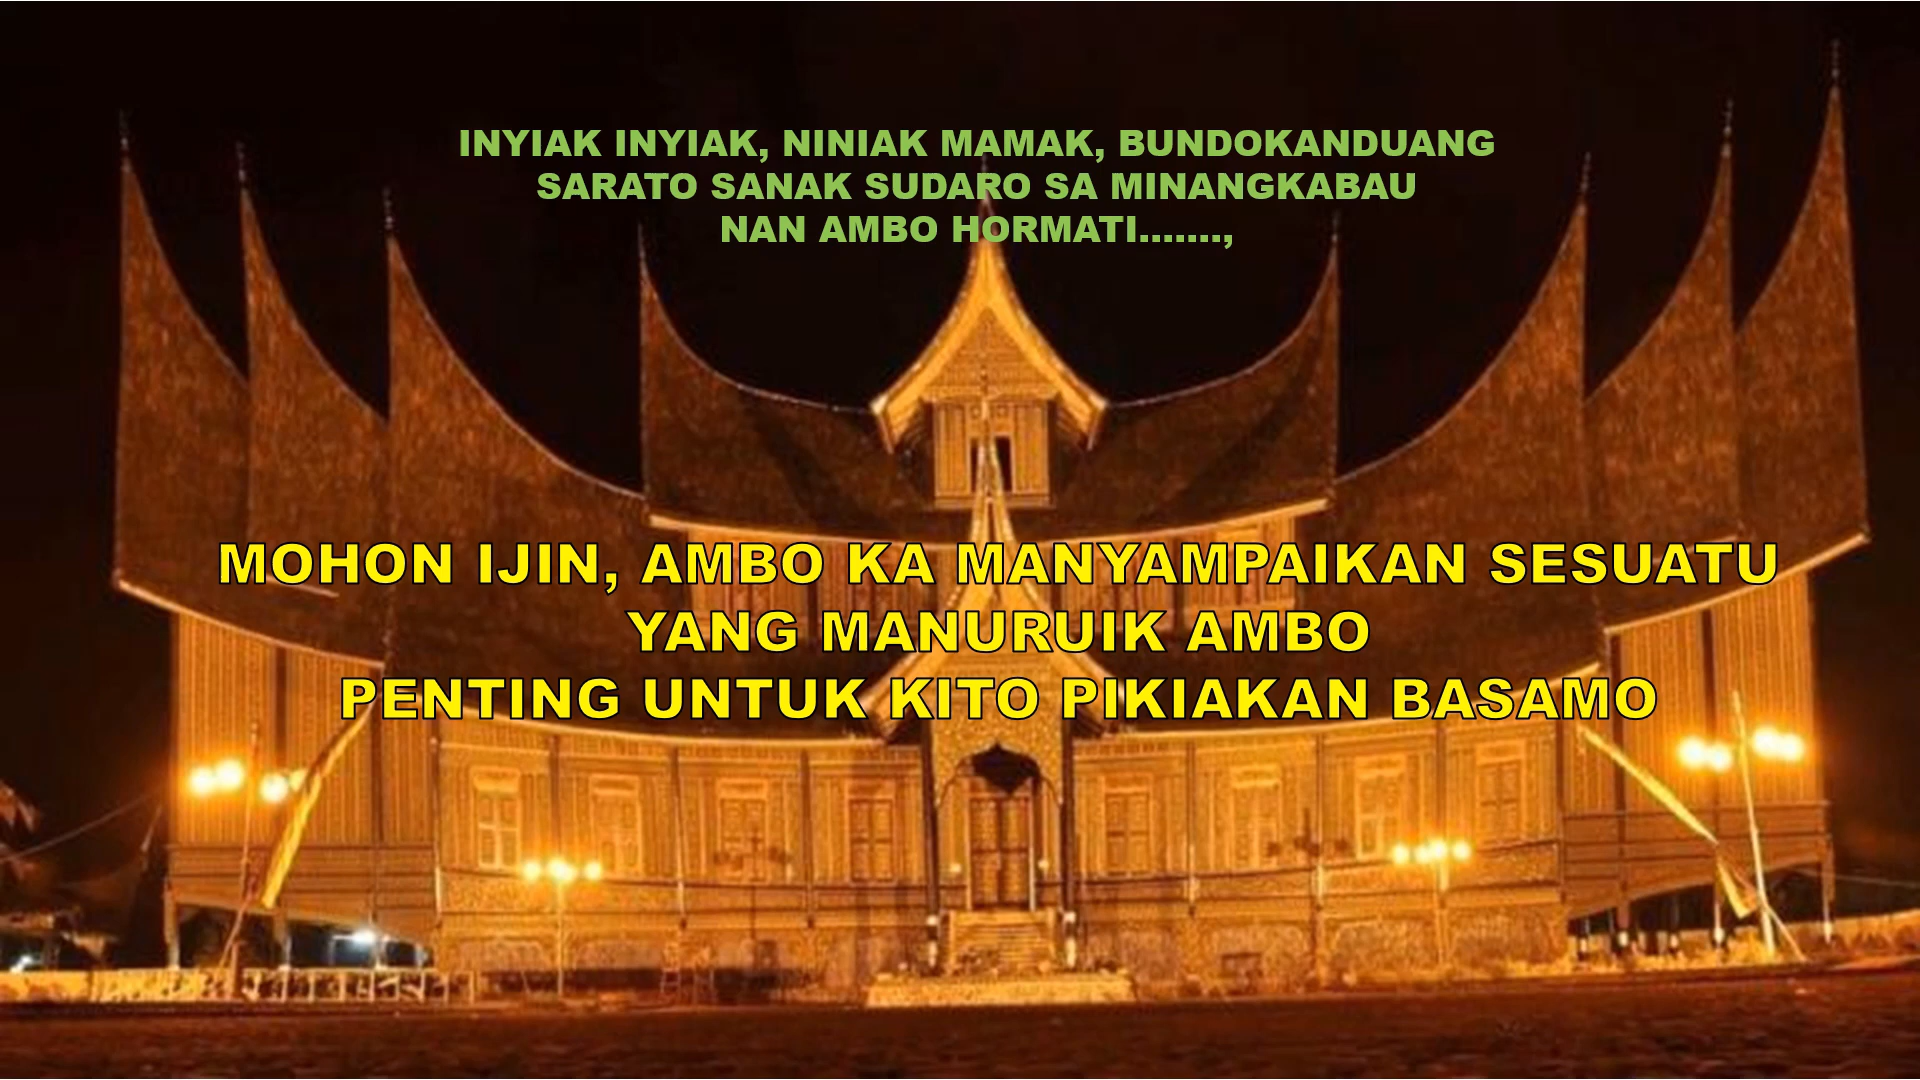 INYIAK INYIAK, NINIAK MAMAK, BUNDOKANDUANG
SARATO SANAK SUDARO SA MINANGKABAU
NAN AMBO HORMATI.......,
MOHON IJIN, AMBO KA MANYAMPAIKAN SESUATU
YANG MANURUIK AMBO
PENTING UNTUK KITO PIKIAKAN BASAMO